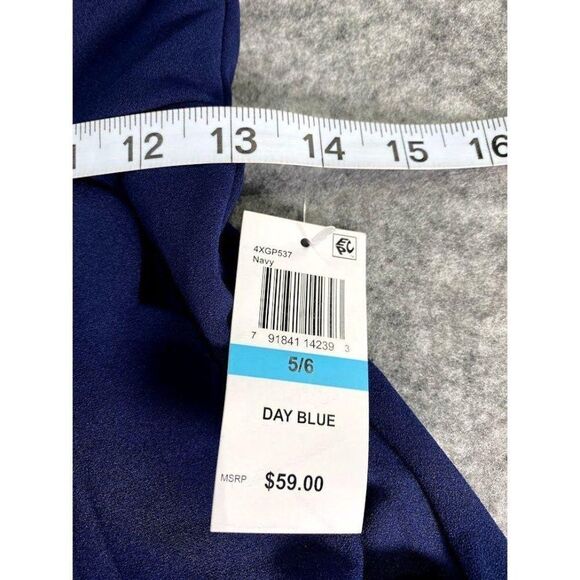 12 13 14 15 16
4XGP537
Navy
7 91841 14239 3
5/6
DAY BLUE
MSRP $59.00